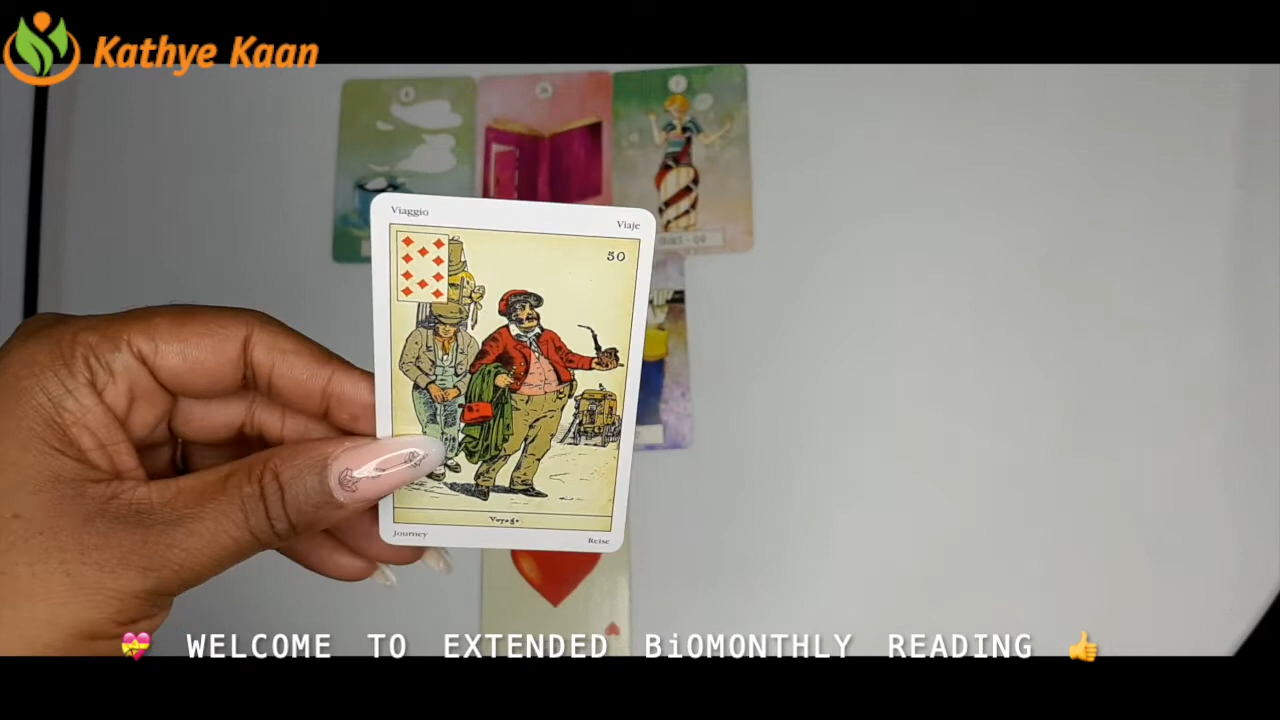 Kathye Kaan
Viaggio
Viaje
50
Voyage
Journey
Reise
WELCOME TO EXTENDED BiOMONTHLY READING